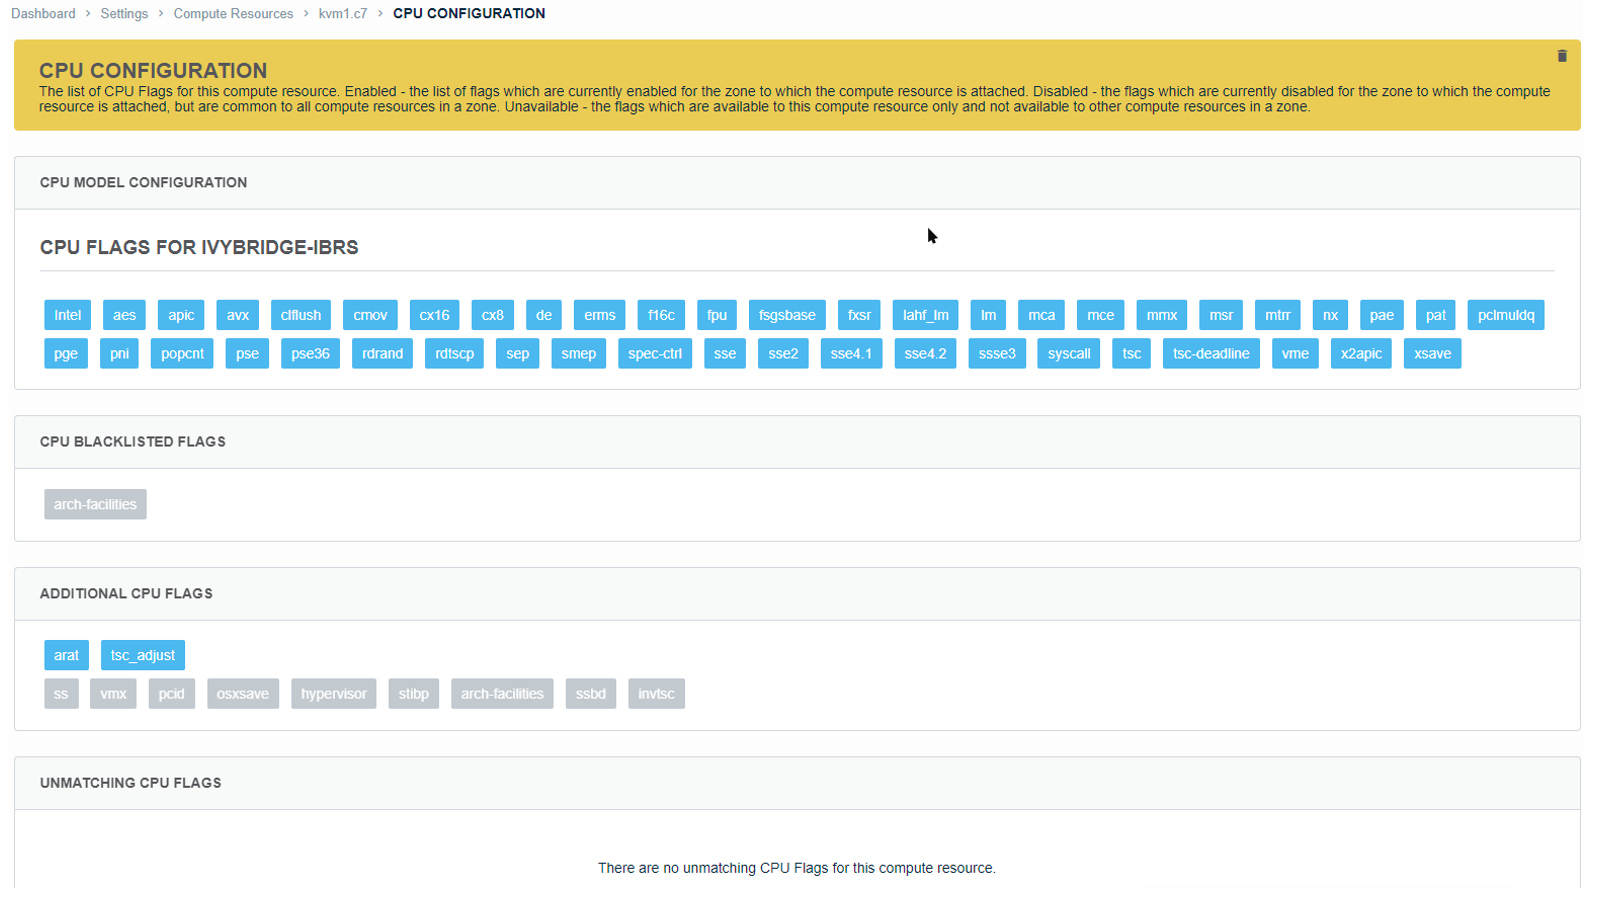 Dashboard › Settings › Compute Resources › kvm1.c7 › CPU CONFIGURATION
CPU CONFIGURATION
The list of CPU Flags for this compute resource. Enabled - the list of flags which are currently enabled for the zone to which the compute resource is attached. Disabled - the flags which are currently disabled for the zone to which the compute
resource is attached, but are common to all compute resources in a zone. Unavailable - the flags which are available to this compute resource only and not available to other compute resources in a zone.
CPU MODEL CONFIGURATION
CPU FLAGS FOR IVYBRIDGE-IBRS
Intel aes apic avx clflush cmov cx16 cx8 de erms f16c fpu fsgsbase fxsr lahf_lm lm mca mce mmx msr mtrr nx pae pat pclmuldq
pge pni popcnt pse pse36 rdrand rdtscp sep smep spec-ctrl sse sse2 sse4.1 sse4.2 ssse3 syscall tsc tsc-deadline vme x2apic xsave
CPU BLACKLISTED FLAGS
arch-facilities
ADDITIONAL CPU FLAGS
arat tsc_adjust
ss vmx pcid osxsave hypervisor stibp arch-facilities ssbd invtsc
UNMATCHING CPU FLAGS
There are no unmatching CPU Flags for this compute resource.